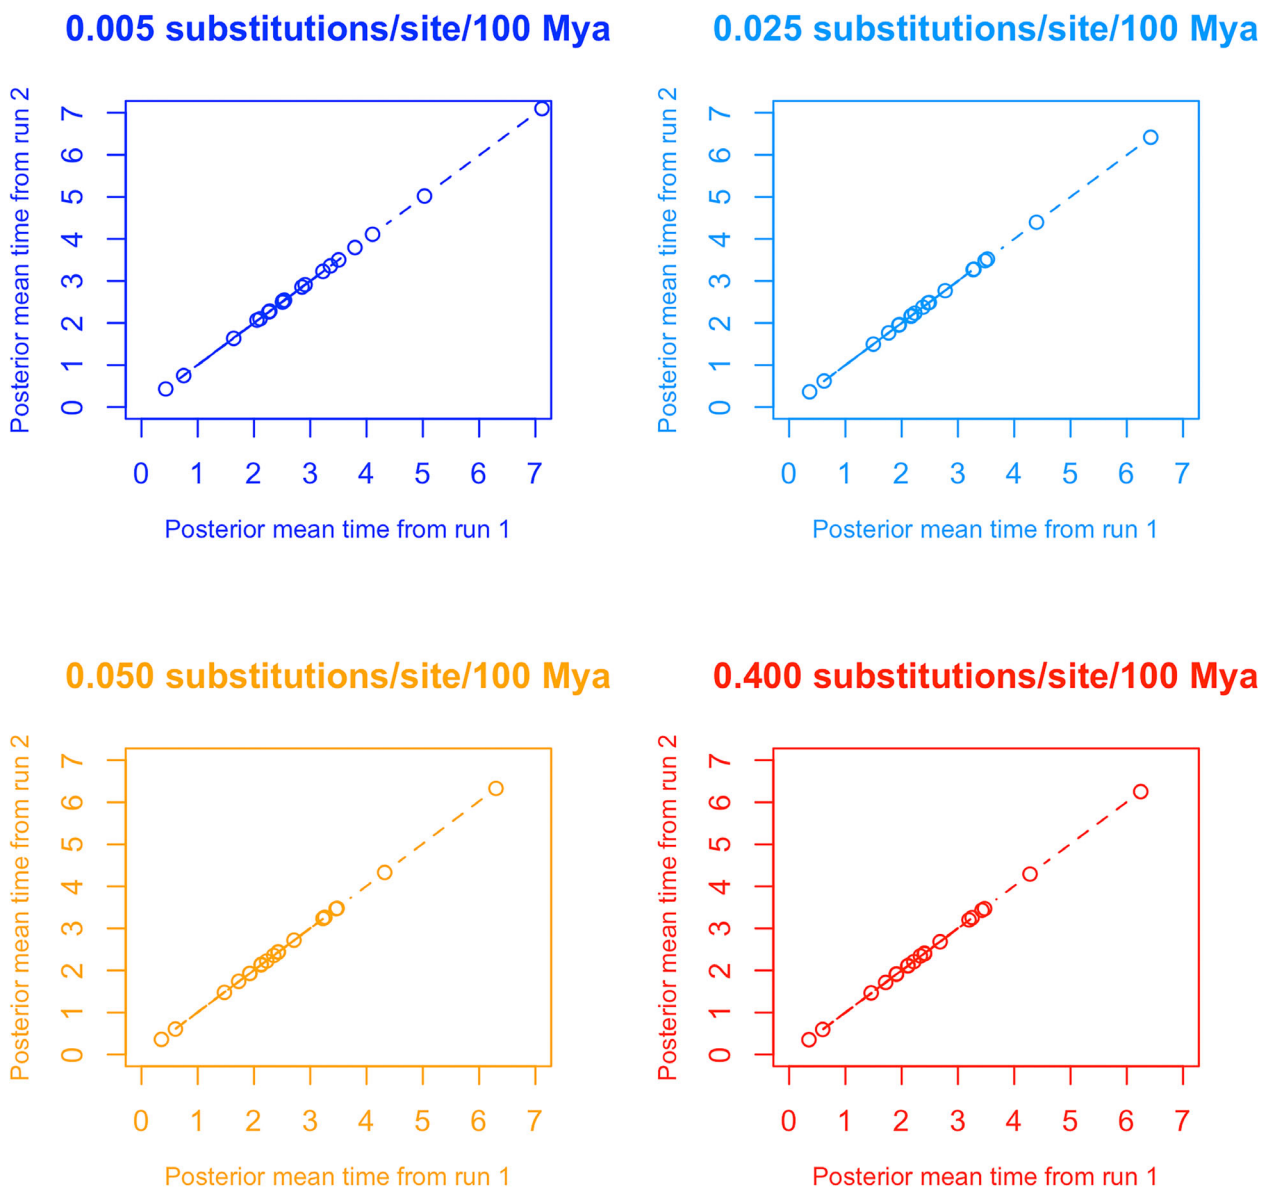 0.005 substitutions/site/100 Mya
Posterior mean time from run 2
7
6
5
4
3
2
1
0
0 1 2 3 4 5 6 7
Posterior mean time from run 1
0.025 substitutions/site/100 Mya
Posterior mean time from run 2
7
6
5
4
3
2
1
0
0 1 2 3 4 5 6 7
Posterior mean time from run 1
0.050 substitutions/site/100 Mya
Posterior mean time from run 2
7
6
5
4
3
2
1
0
0 1 2 3 4 5 6 7
Posterior mean time from run 1
0.400 substitutions/site/100 Mya
Posterior mean time from run 2
7
6
5
4
3
2
1
0
0 1 2 3 4 5 6 7
Posterior mean time from run 1